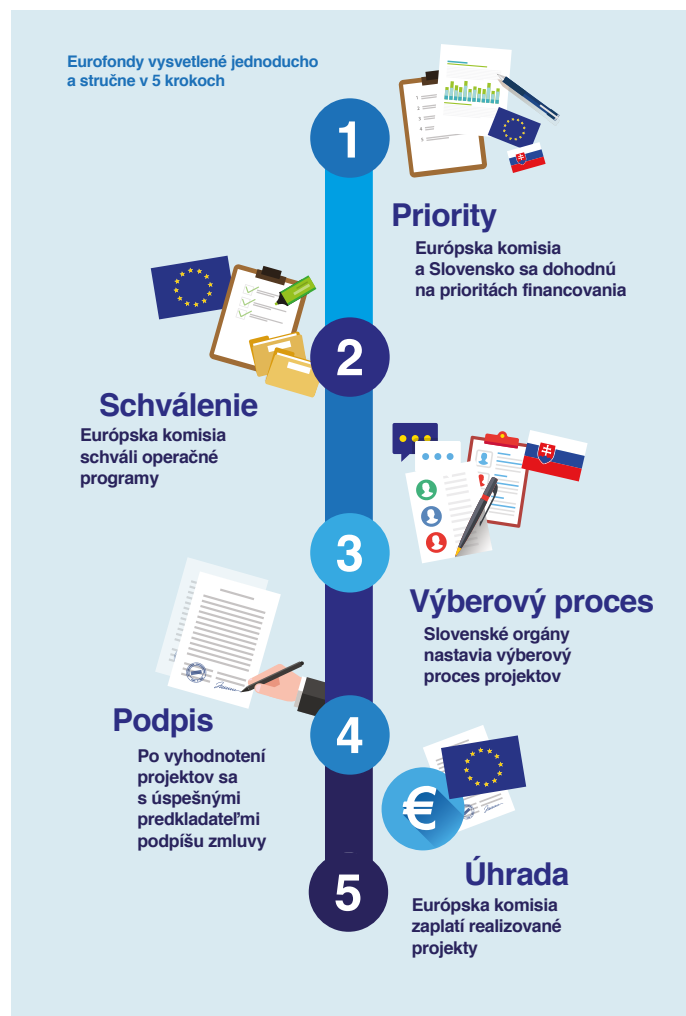 Eurofondy vysvetlené jednoducho
a stručne v 5 krokoch
1
Priority
Európska komisia
a Slovensko sa dohodnú
na prioritách financovania
2
Schválenie
Európska komisia
schváli operačné
programy
3
Výberový proces
Slovenské orgány
nastavia výberový
proces projektov
4
Podpis
Po vyhodnotení
projektov sa
s úspešnými
predkladateľmi
podpíšu zmluvy
€
5
Úhrada
Európska komisia
zaplatí realizované
projekty